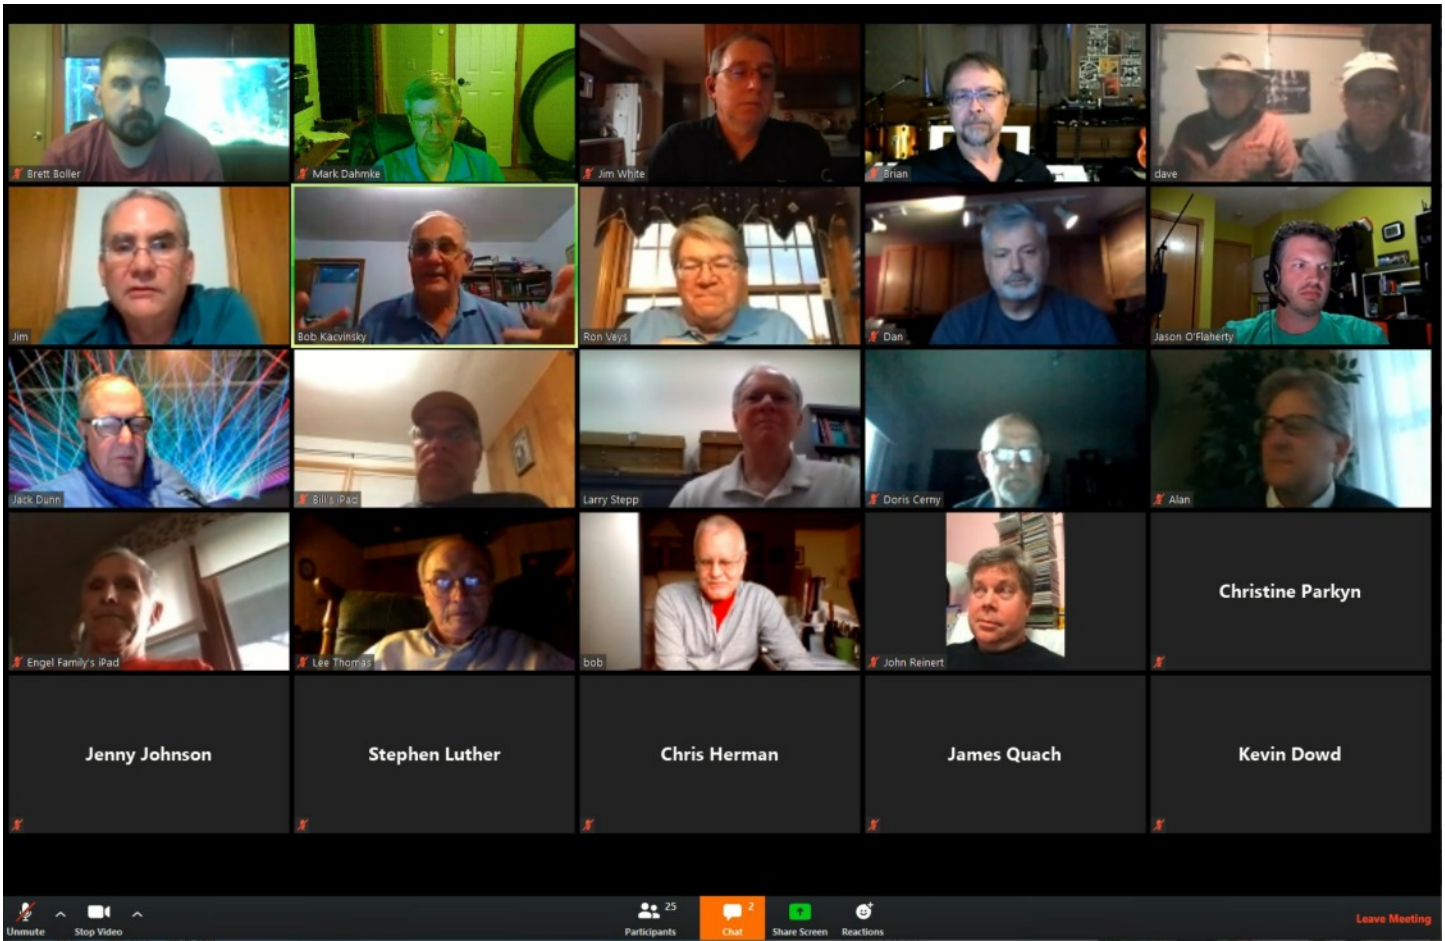 Brett Boller
Mark Dahmke
Jim White
Brian
dave
Jim
Bob Kacvinsky
Ron Veys
Dan
Jason O'Flaherty
Jack Dunn
Bill's iPad
Larry Stepp
Doris Cerny
Alan
Engel Family's iPad
Lee Thomas
bob
John Reinert
Christine Parkyn
Jenny Johnson
Stephen Luther
Chris Herman
James Quach
Kevin Dowd
Unmute
Stop Video
Participants
25
Chat
2
Share Screen
Reactions
Leave Meeting